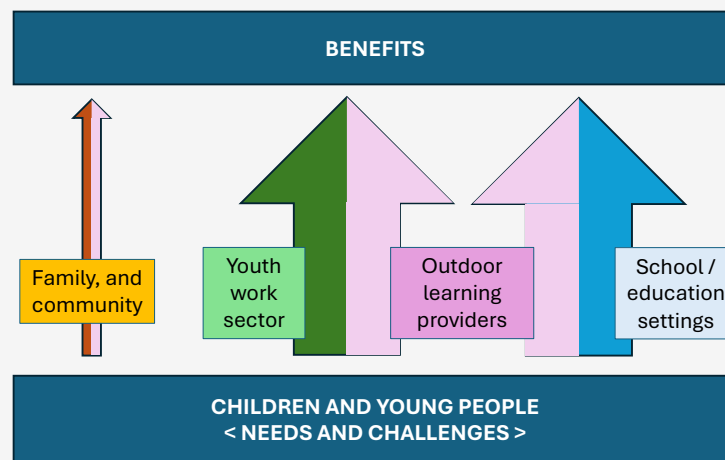 BENEFITS
Family, and
community
Youth
work
sector
Outdoor
learning
providers
School /
education
settings
CHILDREN AND YOUNG PEOPLE
< NEEDS AND CHALLENGES >